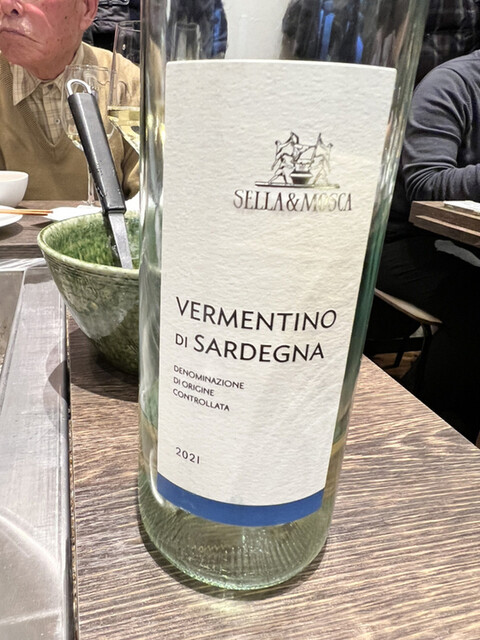 SELLA&MOSCA
VERMENTINO
DI SARDEGNA
DENOMINAZIONE
DI ORIGINE
CONTROLLATA
2021